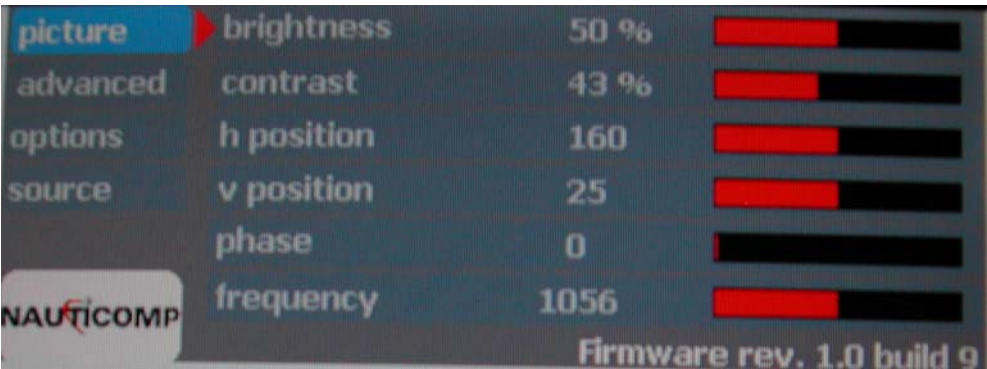 picture brightness 50 %
advanced contrast 43 %
options h position 160
source v position 25
phase 0
frequency 1056
NAUTICOMP
Firmware rev. 1.0 build 9